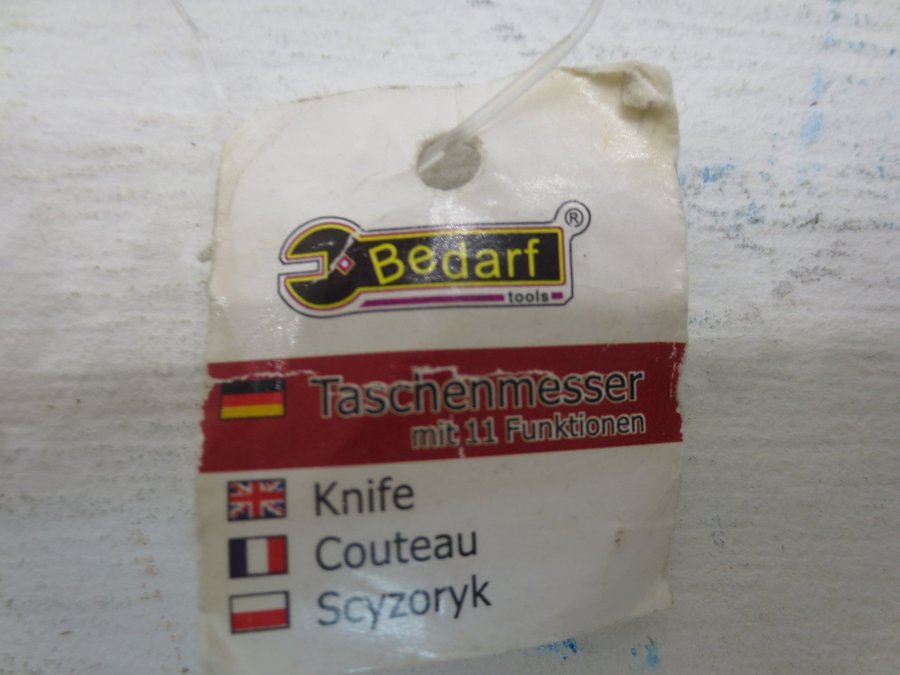 Bedarf ®
tools
Taschenmesser
mit 11 Funktionen
Knife
Couteau
Scyzoryk